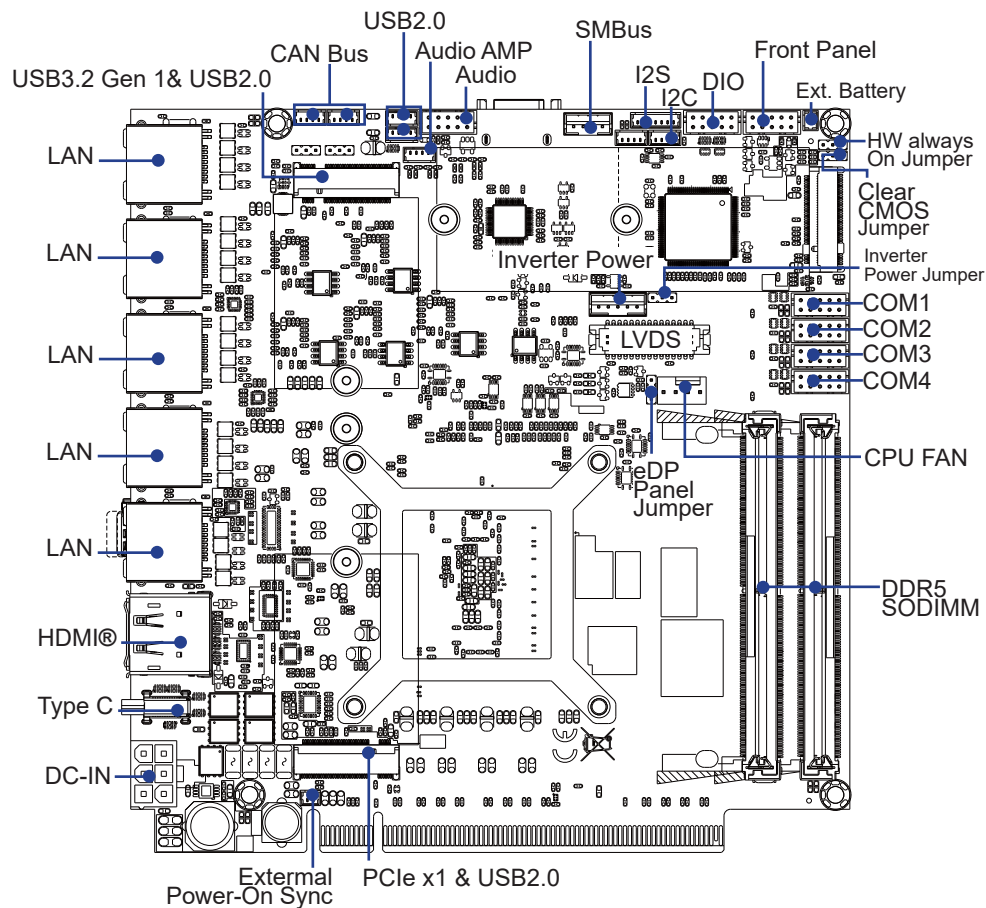 USB2.0
CAN Bus
Audio AMP
Audio
SMBus
Front Panel
USB3.2 Gen 1& USB2.0
I2S
I2C
DIO
Ext. Battery
LAN
HW always
On Jumper
Clear
CMOS
Jumper
LAN
Inverter Power
Inverter
Power Jumper
COM1
COM2
LVDS
LAN
COM3
COM4
LAN
CPU FAN
eDP
Panel
Jumper
LAN
DDR5
SODIMM
HDMI®
Type C
CE
DC-IN
Extermal
Power-On Sync
PCIe x1 & USB2.0